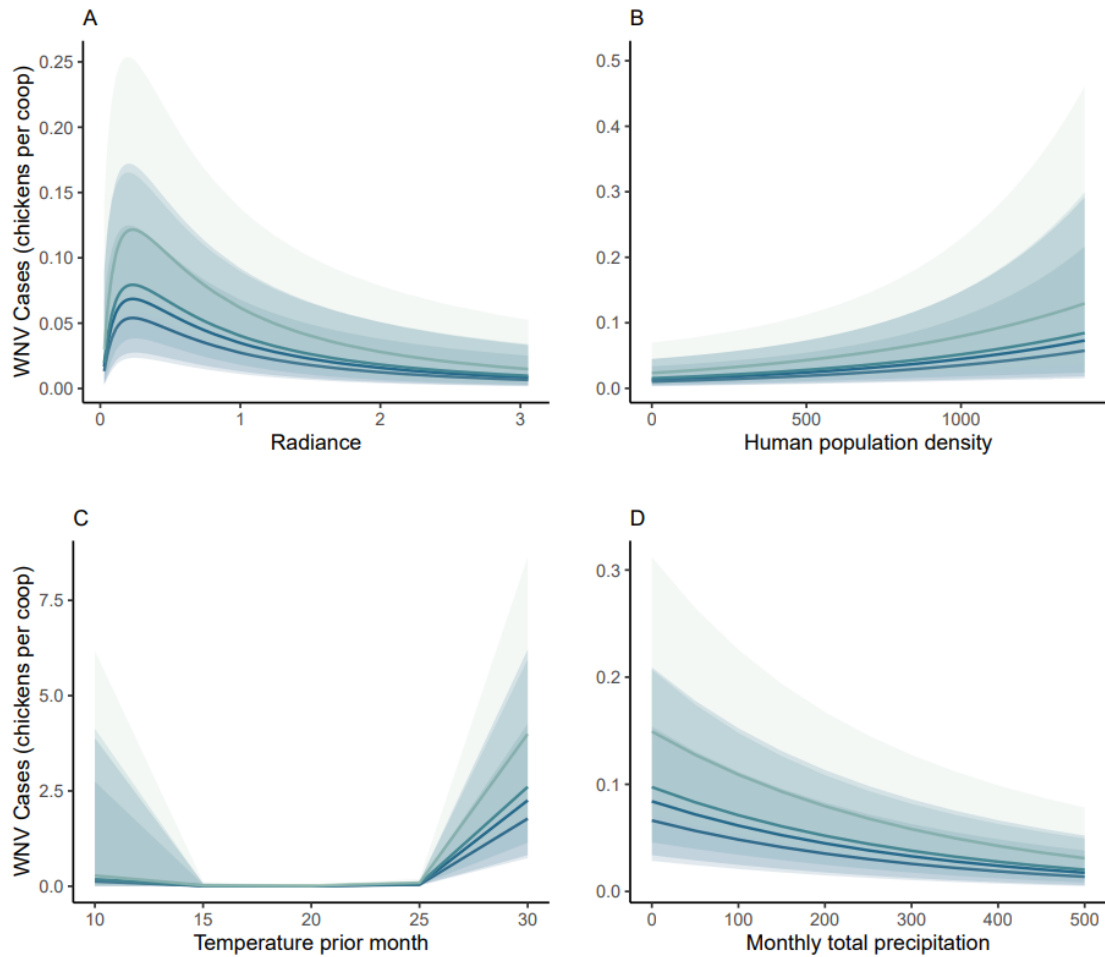 A
WNV Cases (chickens per coop)
0.25
0.20
0.15
0.10
0.05
0.00
0 1 2 3
Radiance
B
0.5
0.4
0.3
0.2
0.1
0.0
0 500 1000
Human population density
C
WNV Cases (chickens per coop)
7.5
5.0
2.5
0.0
10 15 20 25 30
Temperature prior month
D
0.3
0.2
0.1
0.0
0 100 200 300 400 500
Monthly total precipitation